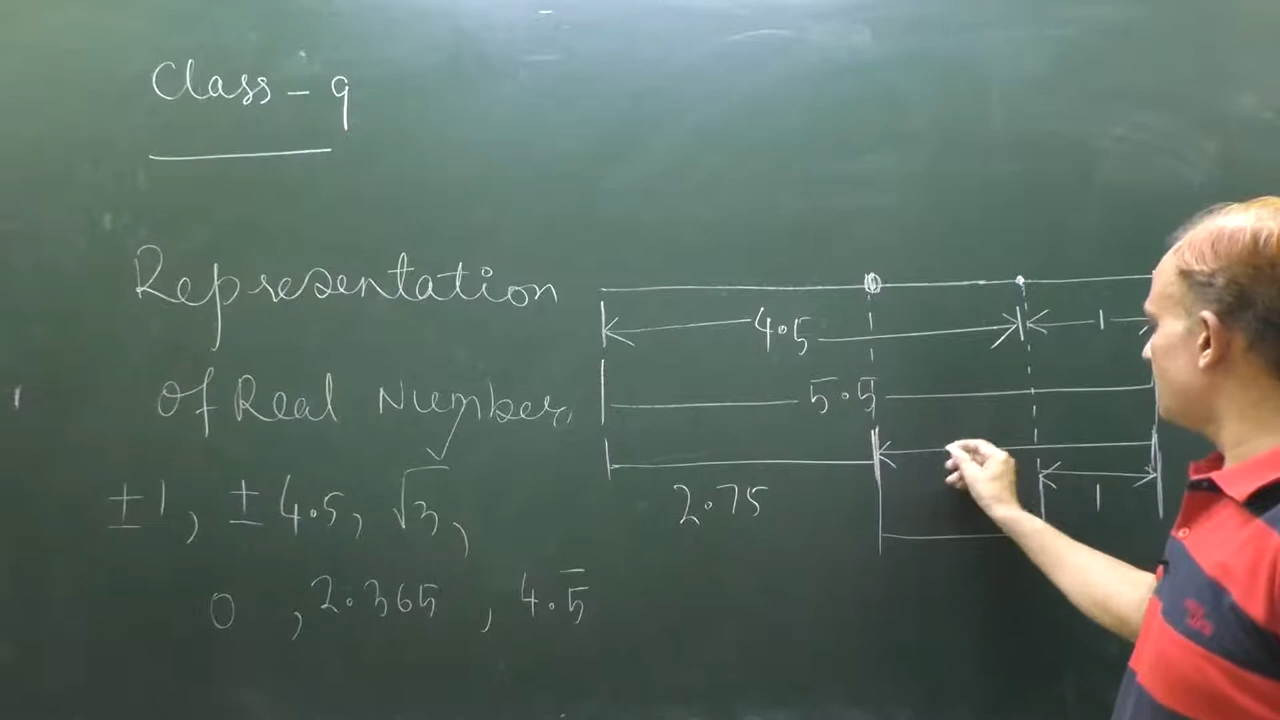 Class - 9
Representation
of Real Number,
±1, ±4.5, √3,
0, 2.365, 4.5̅
4.5 1
5.5
2.75 1